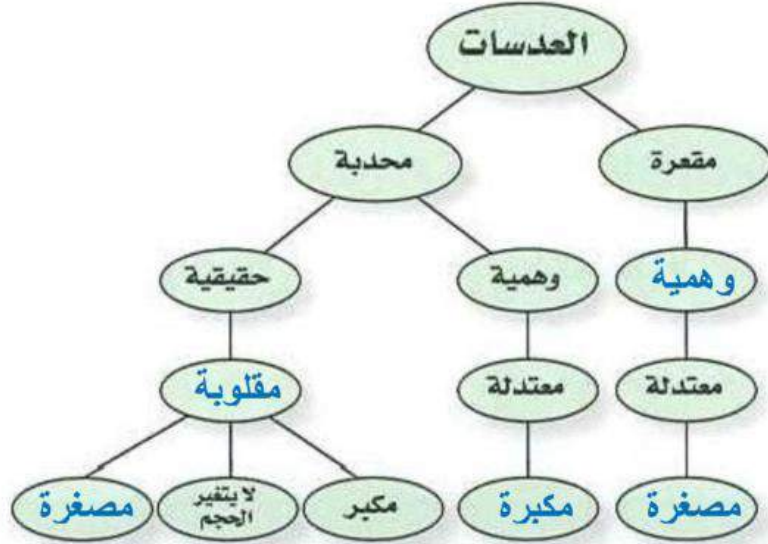 العدسات
مقعرة
محدبة
وهمية
وهمية
حقيقية
معتدلة
معتدلة
مقلوبة
مصغرة
مكبرة
مكبر
لا يتغير
الحجم
مصغرة